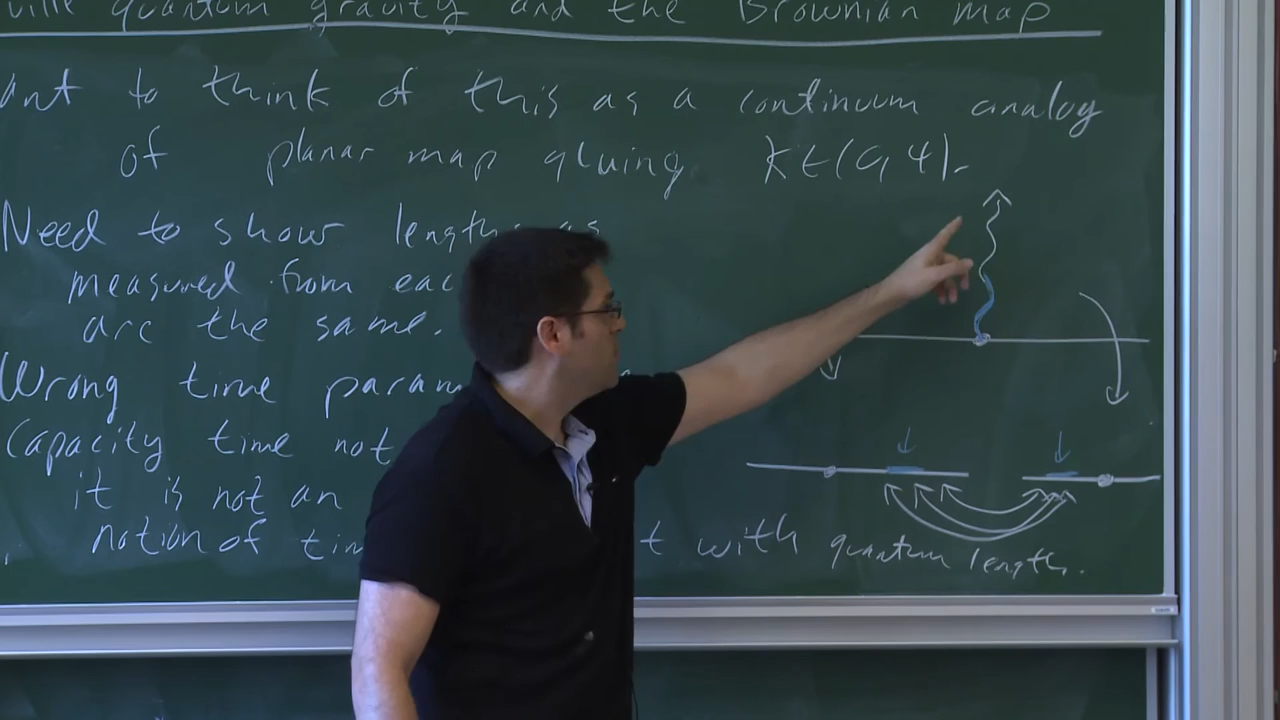 ville quantum gravity and the Brownian map
ant to think of this as a continuum analog
of planar map gluing. K ∈ (0, 4).
Need to show lengths as
measured from eac
are the same.
Wrong time param
Capacity time not
it is not an
notion of tim t with quantum length.